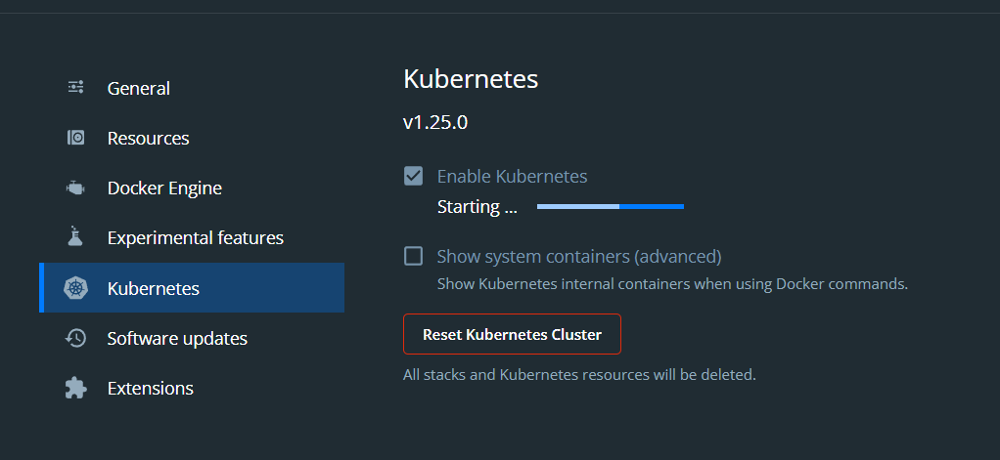 General
Resources
Docker Engine
Experimental features
Kubernetes
Software updates
Extensions
Kubernetes
v1.25.0
Enable Kubernetes
Starting ...
Show system containers (advanced)
Show Kubernetes internal containers when using Docker commands.
Reset Kubernetes Cluster
All stacks and Kubernetes resources will be deleted.